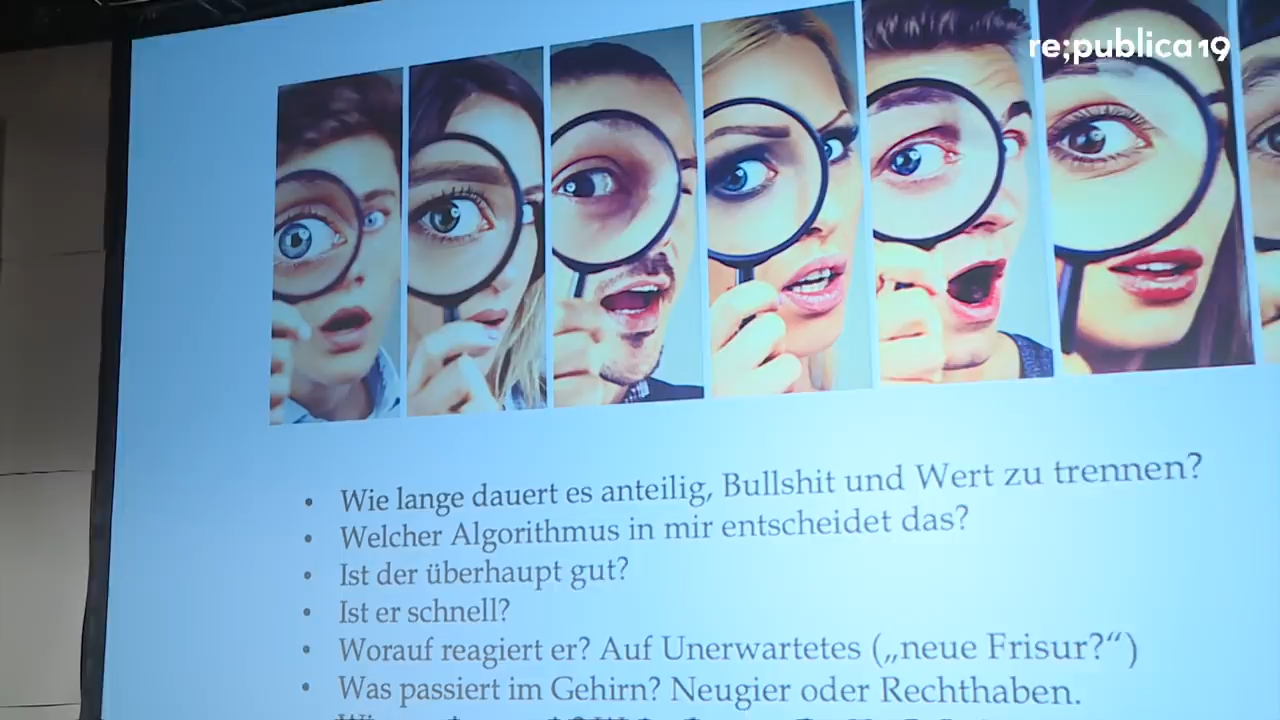 re;publica 19
• Wie lange dauert es anteilig, Bullshit und Wert zu trennen?
• Welcher Algorithmus in mir entscheidet das?
• Ist der überhaupt gut?
• Ist er schnell?
• Worauf reagiert er? Auf Unerwartetes („neue Frisur?“)
• Was passiert im Gehirn? Neugier oder Rechthaben.